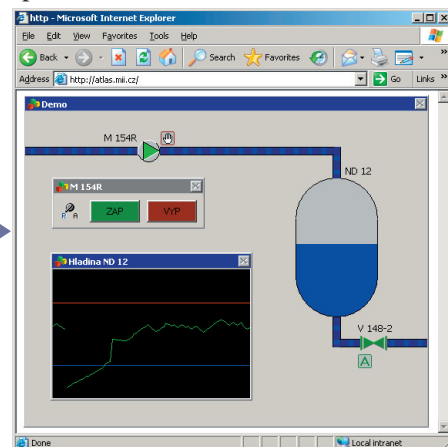 http - Microsoft Internet Explorer
File Edit View Favorites Tools Help
Back Search Favorites
Address http://atlas.mii.cz/ Go Links
Demo
M 154R
ND 12
M 154R
R A ZAP VYP
Hladina ND 12
V 148-2
A
Done Local intranet